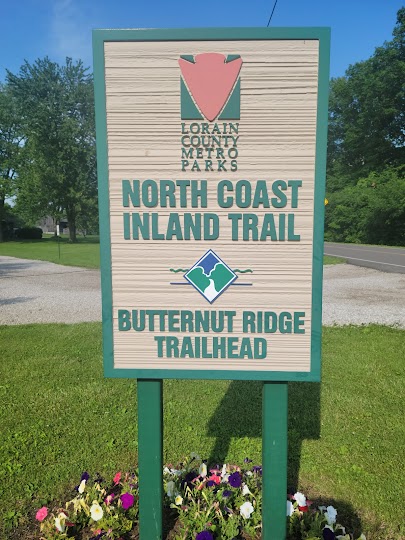 LORAIN
COUNTY
METRO
PARKS
NORTH COAST
INLAND TRAIL
BUTTERNUT RIDGE
TRAILHEAD